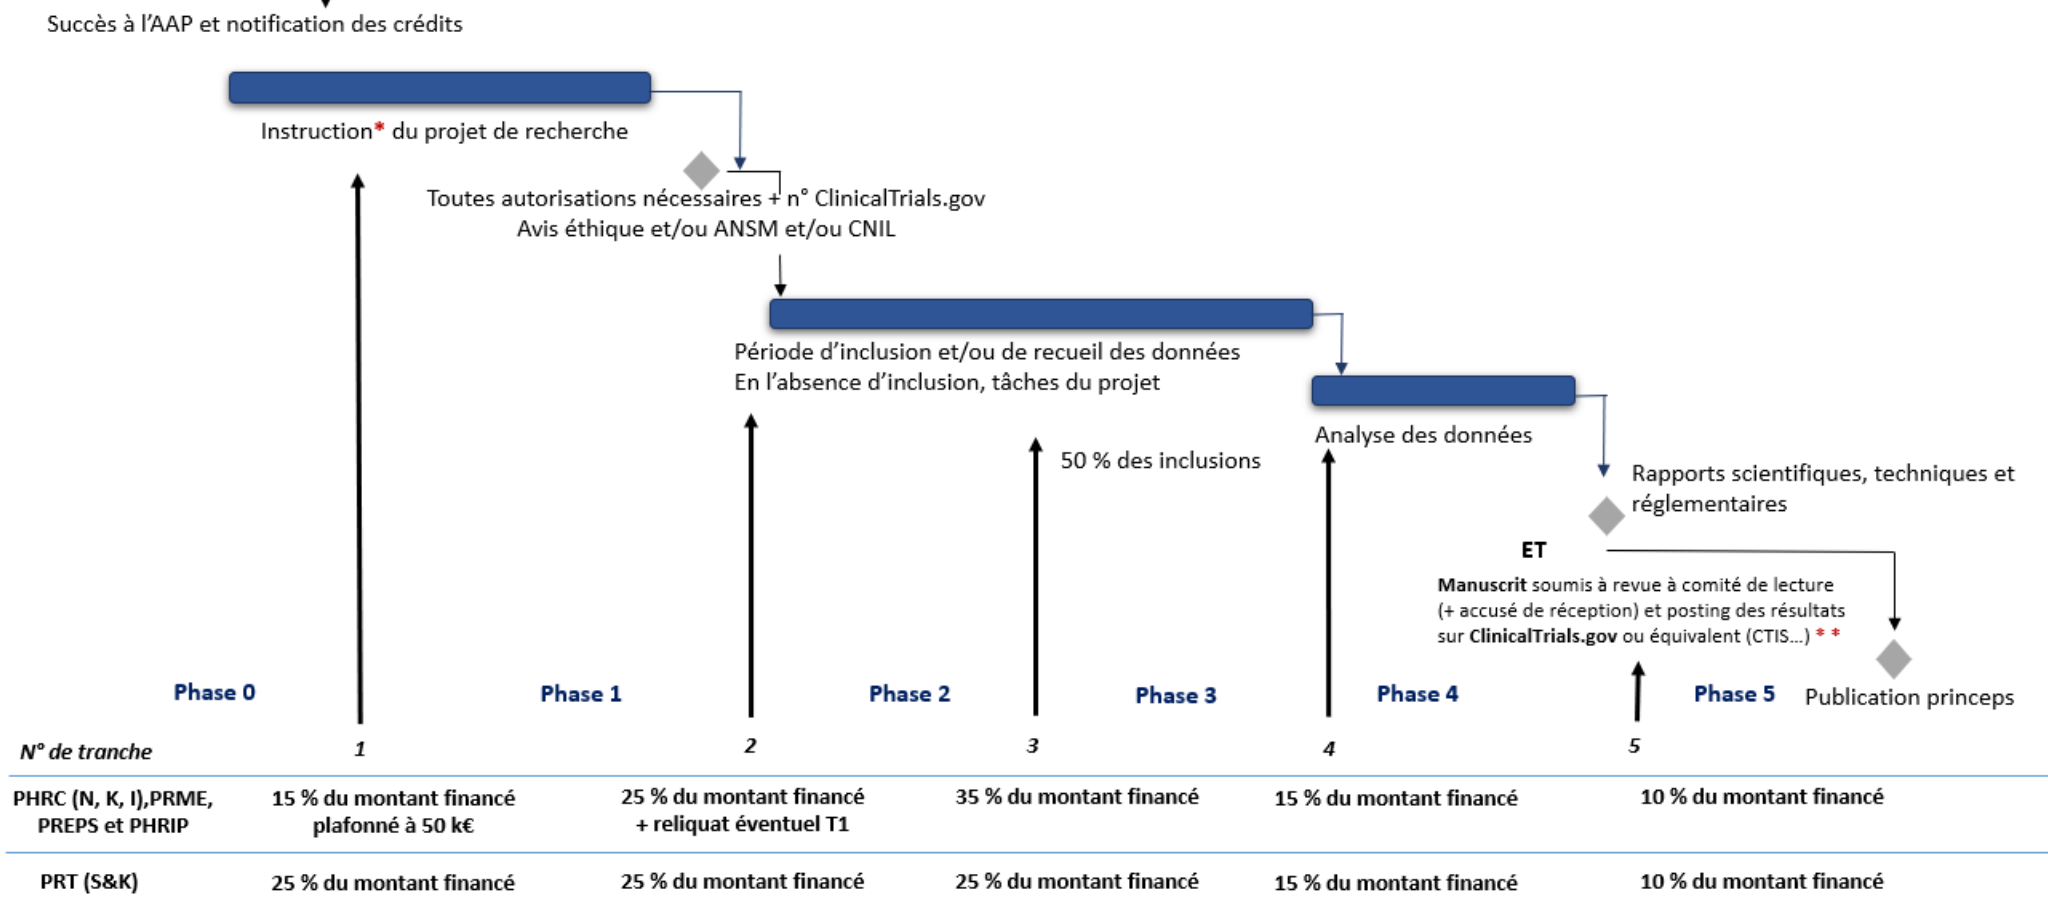 Succès à l’AAP et notification des crédits
Instruction* du projet de recherche
Toutes autorisations nécessaires + n° ClinicalTrials.gov
Avis éthique et/ou ANSM et/ou CNIL
Période d’inclusion et/ou de recueil des données
En l’absence d’inclusion, tâches du projet
50 % des inclusions
Analyse des données
Rapports scientifiques, techniques et
réglementaires
ET
Manuscrit soumis à revue à comité de lecture
(+ accusé de réception) et posting des résultats
sur ClinicalTrials.gov ou équivalent (CTIS…) * *
Phase 0 Phase 1 Phase 2 Phase 3 Phase 4 Phase 5 Publication princeps
N° de tranche 1 2 3 4 5
PHRC (N, K, I),PRME, 15 % du montant financé 25 % du montant financé 35 % du montant financé 15 % du montant financé 10 % du montant financé
PREPS et PHRIP plafonné à 50 k€ + reliquat éventuel T1
PRT (S&K) 25 % du montant financé 25 % du montant financé 25 % du montant financé 15 % du montant financé 10 % du montant financé